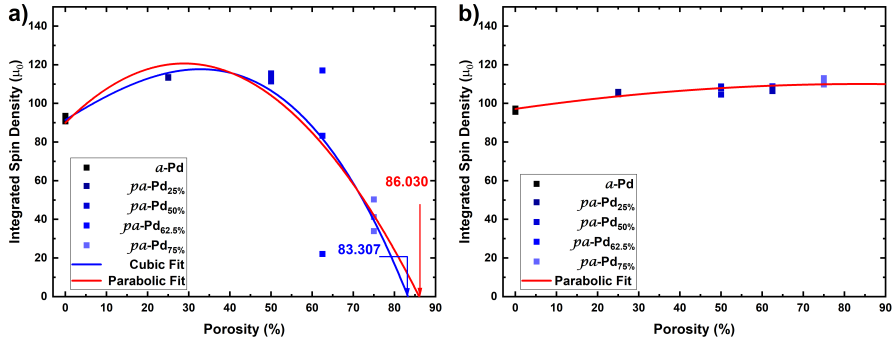 a)
140
120
100
80
60
40
20
0
Integrated Spin Density (μ₀)
a-Pd
pa-Pd25%
pa-Pd50%
pa-Pd62.5%
pa-Pd75%
Cubic Fit
Parabolic Fit
86.030
83.307
0 10 20 30 40 50 60 70 80 90
Porosity (%)
b)
140
120
100
80
60
40
20
0
Integrated Spin Density (μ₀)
a-Pd
pa-Pd25%
pa-Pd50%
pa-Pd62.5%
pa-Pd75%
Parabolic Fit
0 10 20 30 40 50 60 70 80 90
Porosity (%)